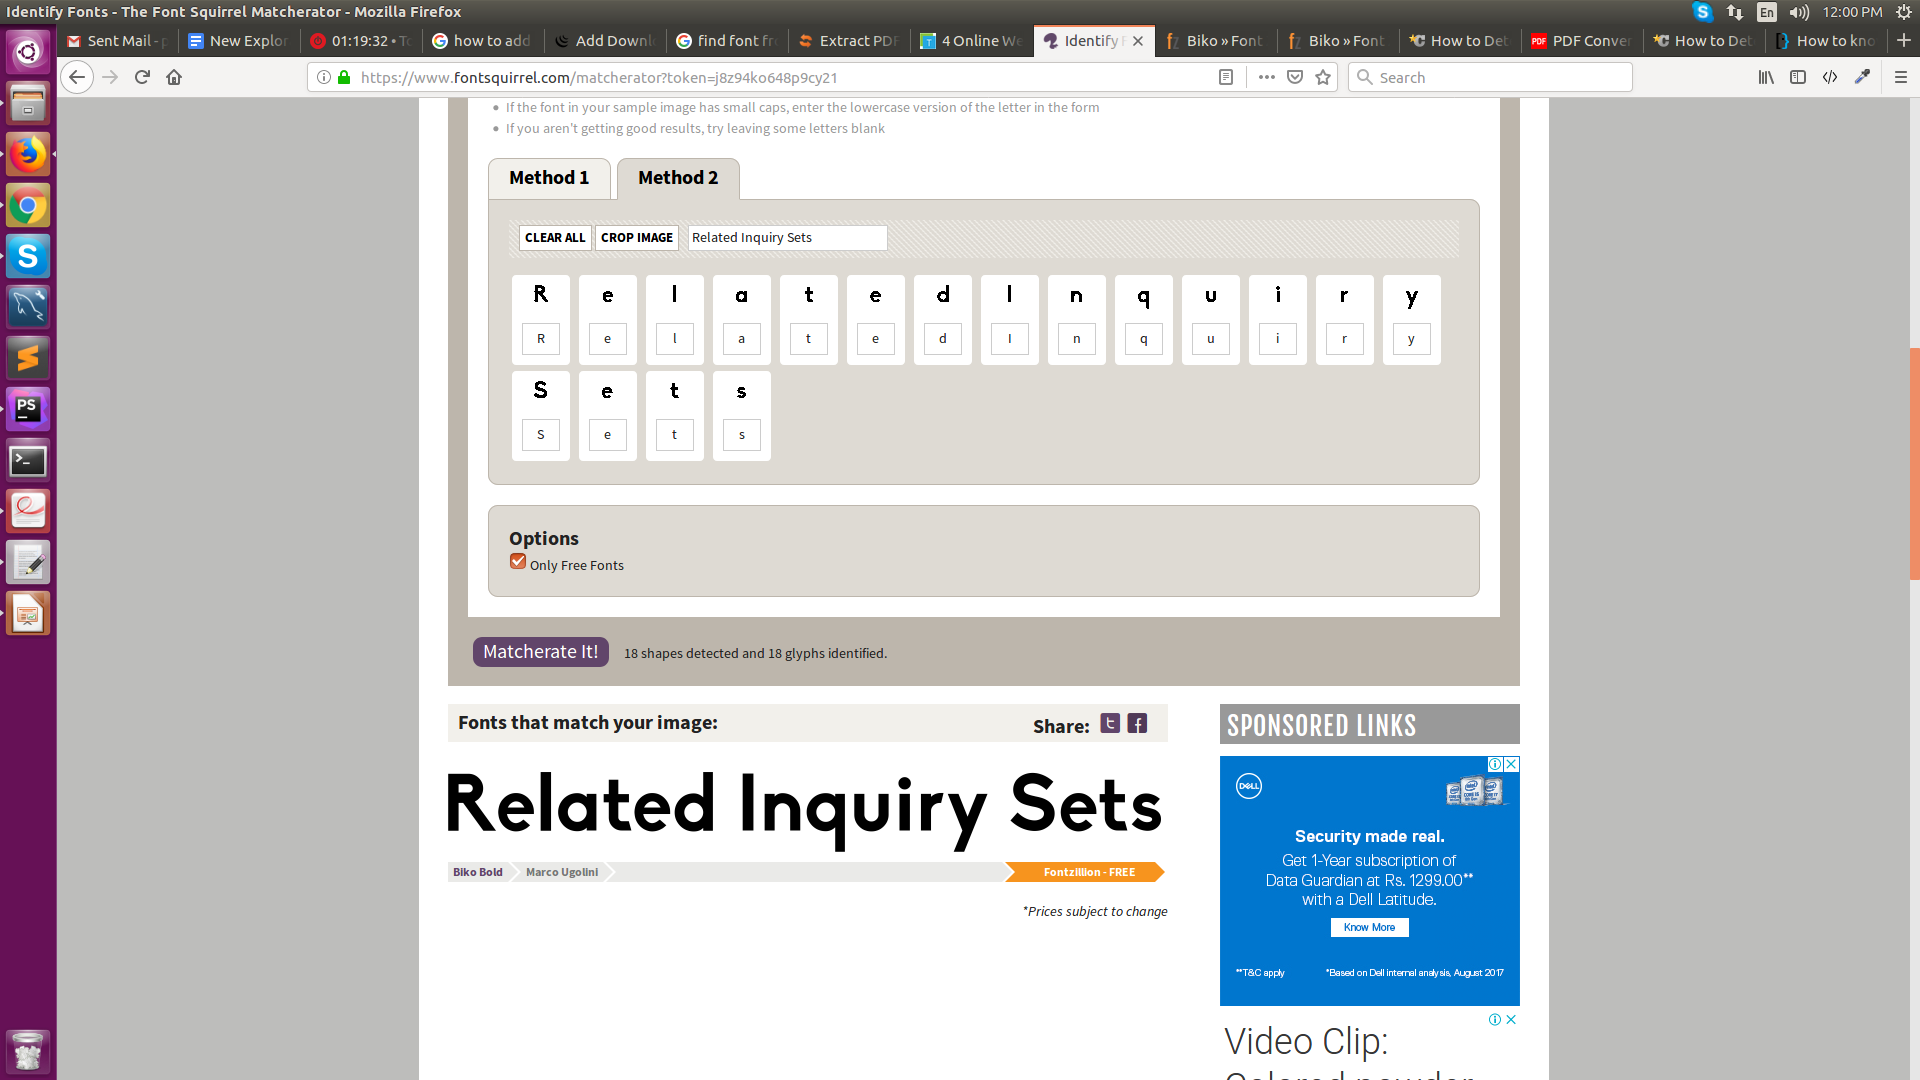 Identify Fonts - The Font Squirrel Matcherator - Mozilla Firefox
En
12:00 PM
Sent Mail - p
New Explor
01:19:32 • To
how to add
Add Downl
find font fr
Extract PDF
4 Online We
Identify F
Biko » Font
Biko » Font
How to Det
PDF Conver
How to Det
How to kno
https://www.fontsquirrel.com/matcherator?token=j8z94ko648p9cy21
Search
If the font in your sample image has small caps, enter the lowercase version of the letter in the form
If you aren't getting good results, try leaving some letters blank
Method 1
Method 2
CLEAR ALL
CROP IMAGE
Related Inquiry Sets
R e l a t e d I n q u i r y
R e l a t e d I n q u i r y
S e t s
S e t s
Options
Only Free Fonts
Matcherate It!
18 shapes detected and 18 glyphs identified.
Fonts that match your image:
Share:
Related Inquiry Sets
Biko Bold
Marco Ugolini
Fontzillion - FREE
*Prices subject to change
SPONSORED LINKS
DELL
Security made real.
Get 1-Year subscription of
Data Guardian at Rs. 1299.00**
with a Dell Latitude.
Know More
**T&C apply
*Based on Dell internal analysis, August 2017
Video Clip:
Colored powder